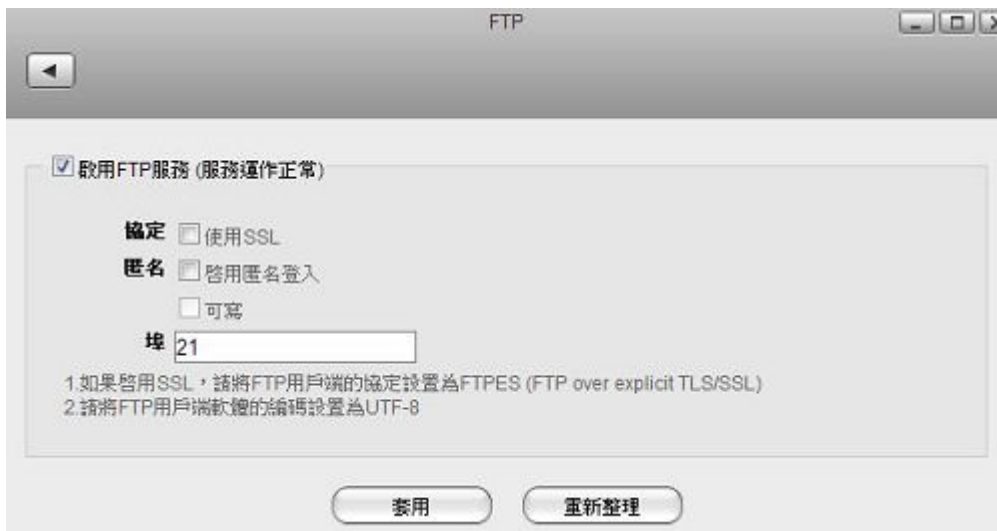 FTP
啟用FTP服務 (服務運作正常)
協定 使用SSL
匿名 啓用匿名登入
可寫
埠 21
1.如果啓用SSL，請將FTP用戶端的協定設置為FTPES (FTP over explicit TLS/SSL)
2.請將FTP用戶端軟體的編碼設置為UTF-8
套用 重新整理